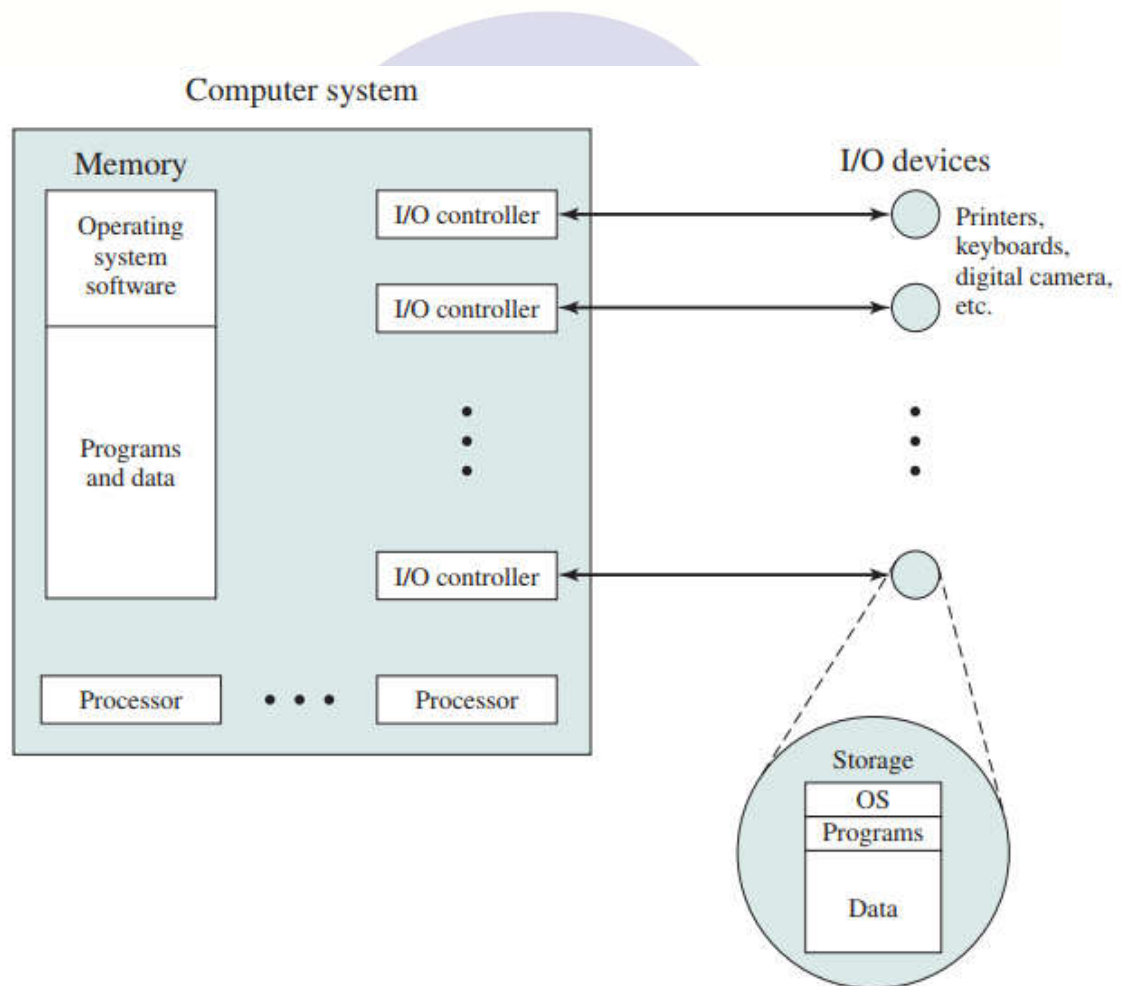 Computer system
Memory
Operating
system
software
Programs
and data
I/O controller
I/O controller
I/O controller
Processor
Processor
I/O devices
Printers,
keyboards,
digital camera,
etc.
Storage
OS
Programs
Data